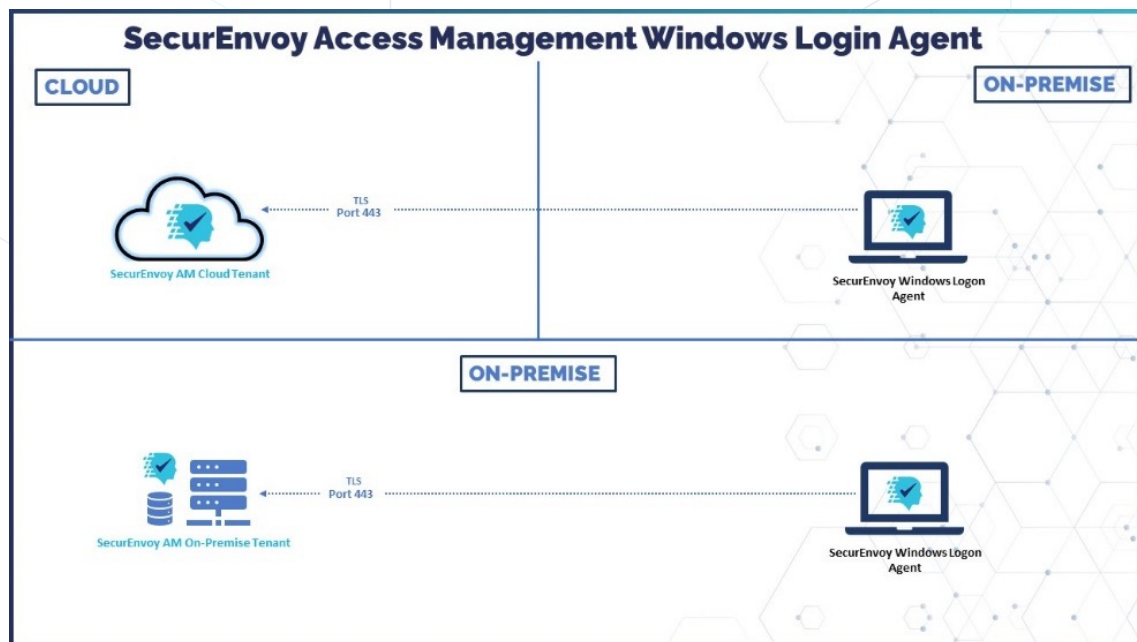 SecurEnvoy Access Management Windows Login Agent
CLOUD
ON-PREMISE
TLS
Port 443
SecurEnvoy AM Cloud Tenant
SecurEnvoy Windows Logon
Agent
ON-PREMISE
TLS
Port 443
SecurEnvoy AM On-Premise Tenant
SecurEnvoy Windows Logon
Agent